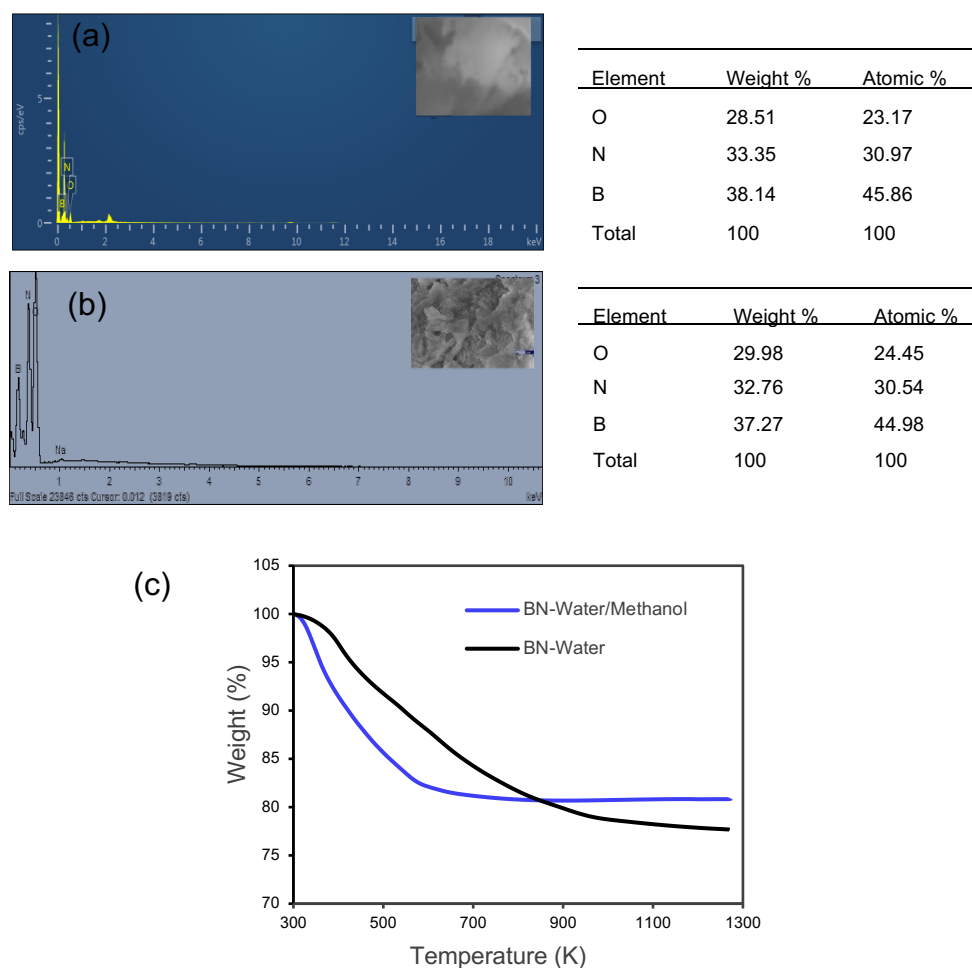 (a)
cps/eV
5
0
N
O
B
0 2 4 6 8 10 12 14 16 18 keV
Element Weight % Atomic %
O 28.51 23.17
N 33.35 30.97
B 38.14 45.86
Total 100 100
(b)
Spectrum 3
N
O
B
Na
1 2 3 4 5 6 7 8 9 10
Full Scale 23846 cts Cursor: 0.012 (3819 cts) keV
Element Weight % Atomic %
O 29.98 24.45
N 32.76 30.54
B 37.27 44.98
Total 100 100
(c)
105
100
95
90
85
80
75
70
Weight (%)
BN-Water/Methanol
BN-Water
300 500 700 900 1100 1300
Temperature (K)